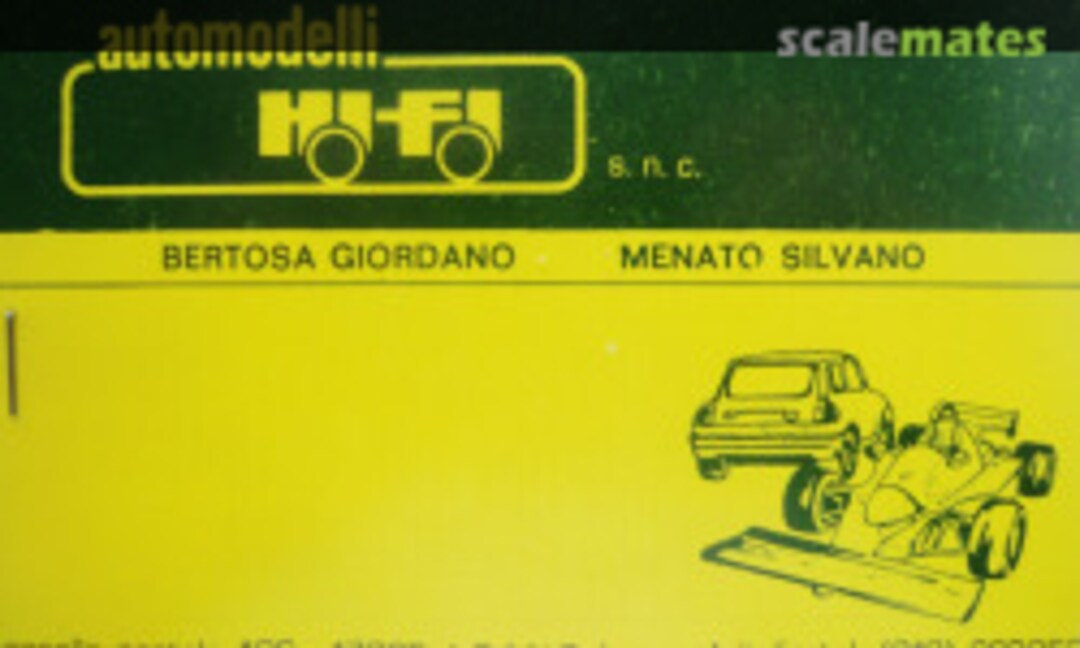 automodelli
scalemates
HI-FI
s. n. c.
BERTOSA GIORDANO MENATO SILVANO